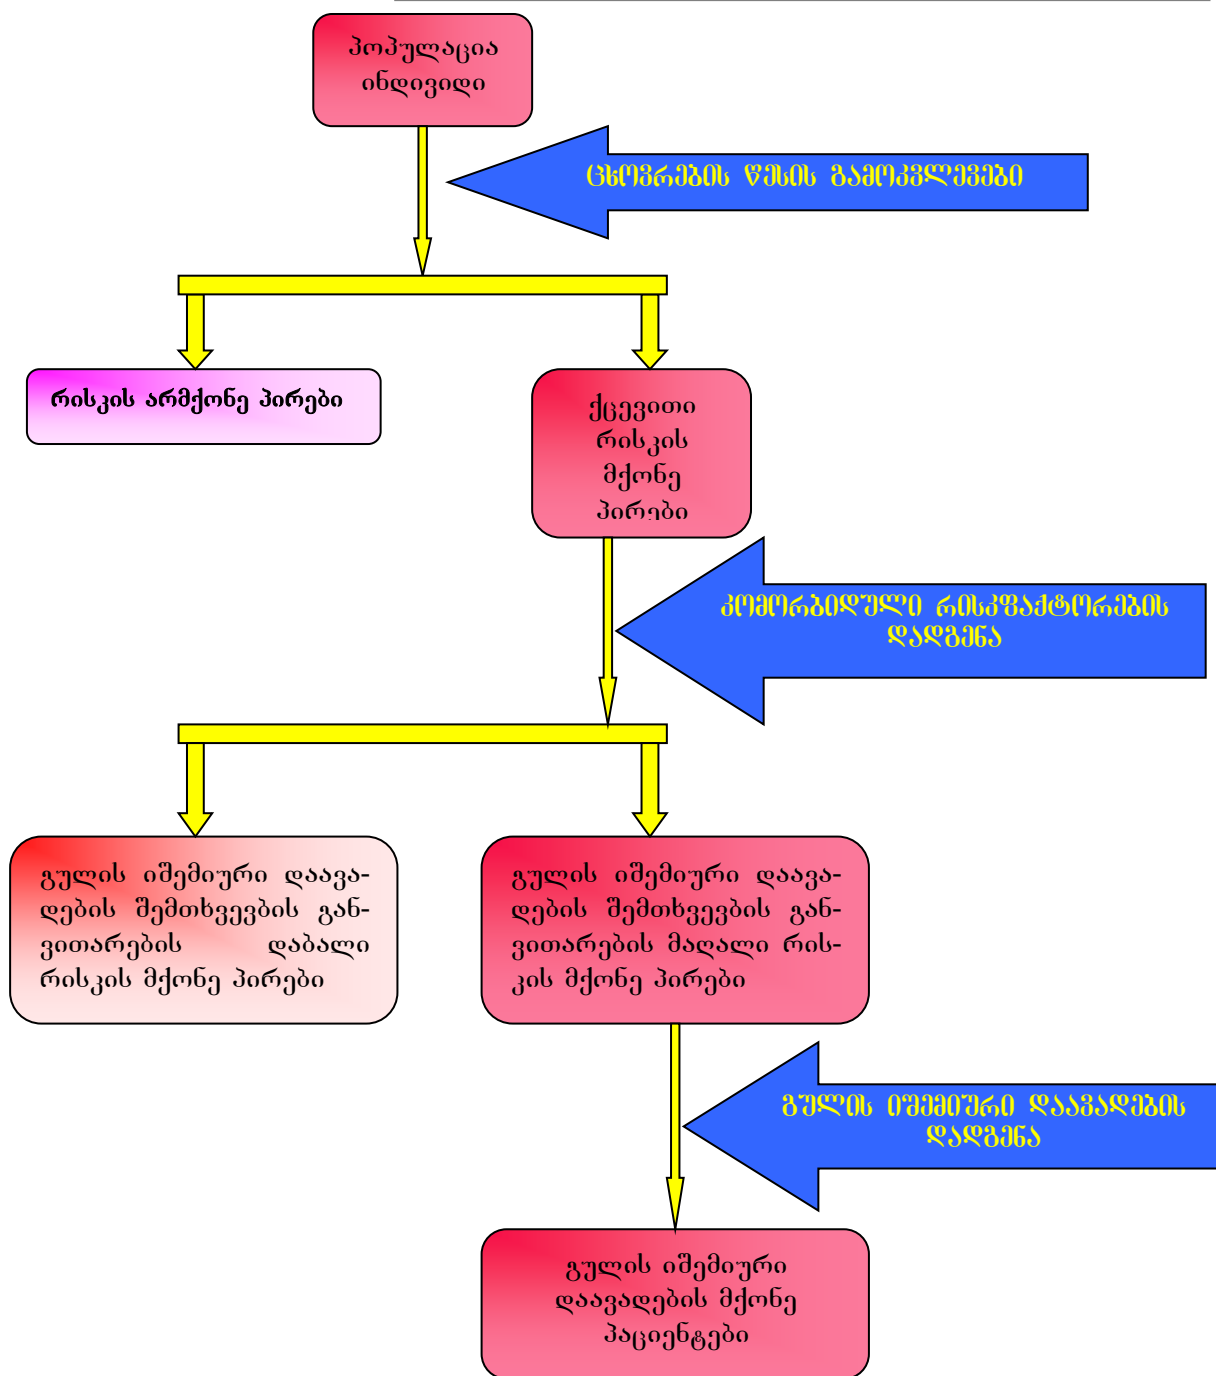 პოპულაცია
ინდივიდი
ცხოვრების წესის გამოკვლევები
რისკის არმქონე პირები
ქცევითი
რისკის
მქონე
პირები
კომორბიდული რისკფაქტორების
დადგენა
გულის იშემიური დაავა-
დების შემთხვევბის გან-
ვითარების დაბალი
რისკის მქონე პირები
გულის იშემიური დაავა-
დების შემთხვევბის გან-
ვითარების მაღალი რის-
კის მქონე პირები
გულის იშემიური დაავადების
დადგენა
გულის იშემიური
დაავადების მქონე
პაციენტები